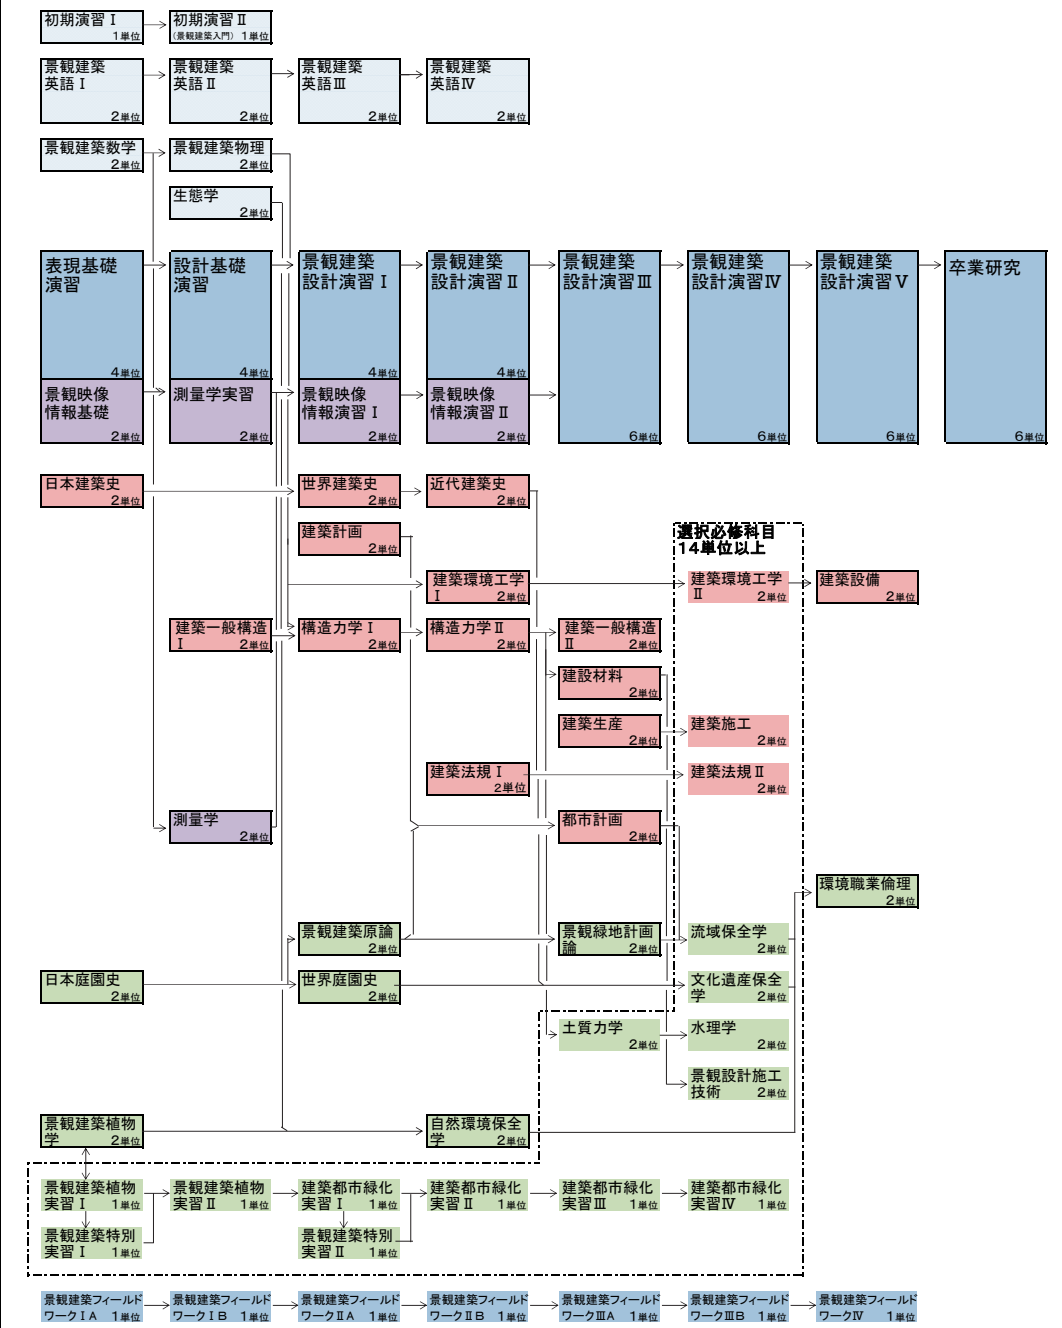 初期演習Ⅰ
1単位
初期演習Ⅱ
(景観建築入門) 1単位
景観建築
英語Ⅰ
2単位
景観建築
英語Ⅱ
2単位
景観建築
英語Ⅲ
2単位
景観建築
英語Ⅳ
2単位
景観建築数学
2単位
景観建築物理
2単位
生態学
2単位
表現基礎
演習
4単位
設計基礎
演習
4単位
景観建築
設計演習Ⅰ
4単位
景観建築
設計演習Ⅱ
4単位
景観建築
設計演習Ⅲ
6単位
景観建築
設計演習Ⅳ
6単位
景観建築
設計演習Ⅴ
6単位
卒業研究
6単位
景観映像
情報基礎
2単位
測量学実習
2単位
景観映像
情報演習Ⅰ
2単位
景観映像
情報演習Ⅱ
2単位
日本建築史
2単位
世界建築史
2単位
近代建築史
2単位
建築計画
2単位
選択必修科目
14単位以上
建築環境工学
Ⅰ 2単位
建築環境工学
Ⅱ 2単位
建築設備
2単位
建築一般構造
Ⅰ 2単位
構造力学Ⅰ
2単位
構造力学Ⅱ
2単位
建築一般構造
Ⅱ 2単位
建設材料
2単位
建築生産
2単位
建築施工
2単位
建築法規Ⅰ
2単位
建築法規Ⅱ
2単位
測量学
2単位
都市計画
2単位
環境職業倫理
2単位
景観建築原論
2単位
景観緑地計画
論 2単位
流域保全学
2単位
日本庭園史
2単位
世界庭園史
2単位
文化遺産保全
学 2単位
土質力学
2単位
水理学
2単位
景観設計施工
技術 2単位
景観建築植物
学 2単位
自然環境保全
学 2単位
景観建築植物
実習Ⅰ 1単位
景観建築植物
実習Ⅱ 1単位
建築都市緑化
実習Ⅰ 1単位
建築都市緑化
実習Ⅱ 1単位
建築都市緑化
実習Ⅲ 1単位
建築都市緑化
実習Ⅳ 1単位
景観建築特別
実習Ⅰ 1単位
景観建築特別
実習Ⅱ 1単位
景観建築フィールド
ワークⅠA 1単位
景観建築フィールド
ワークⅠB 1単位
景観建築フィールド
ワークⅡA 1単位
景観建築フィールド
ワークⅡB 1単位
景観建築フィールド
ワークⅢA 1単位
景観建築フィールド
ワークⅢB 1単位
景観建築フィールド
ワークⅣ 1単位